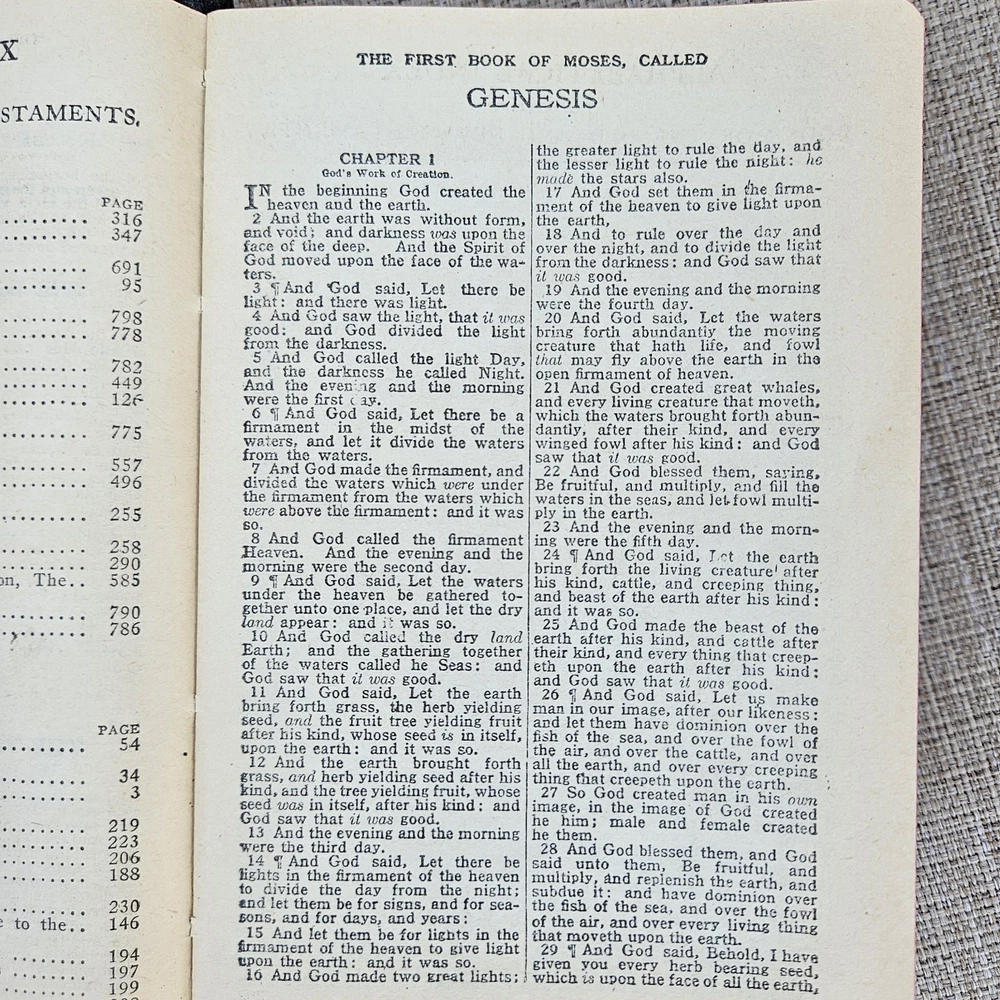 X
STAMENTS.
PAGE
316
347
691
95
798
778
782
449
126
775
557
496
255
258
290
on, The.. 585
790
786
PAGE
54
34
3
219
223
206
188
230
e to the.. 146
194
197
199
THE FIRST BOOK OF MOSES, CALLED
GENESIS
CHAPTER 1
God's Work of Creation.
IN the beginning God created the
heaven and the earth.
2 And the earth was without form,
and void; and darkness was upon the
face of the deep. And the Spirit of
God moved upon the face of the wa-
ters.
3 ¶ And God said, Let there be
light: and there was light.
4 And God saw the light, that it was
good: and God divided the light
from the darkness.
5 And God called the light Day,
and the darkness he called Night.
And the evening and the morning
were the first day.
6 ¶ And God said, Let there be a
firmament in the midst of the
waters, and let it divide the waters
from the waters.
7 And God made the firmament, and
divided the waters which were under
the firmament from the waters which
were above the firmament: and it was
so.
8 And God called the firmament
Heaven. And the evening and the
morning were the second day.
9 ¶ And God said, Let the waters
under the heaven be gathered to-
gether unto one place, and let the dry
land appear: and it was so.
10 And God called the dry land
Earth; and the gathering together
of the waters called he Seas: and
God saw that it was good.
11 And God said, Let the earth
bring forth grass, the herb yielding
seed, and the fruit tree yielding fruit
after his kind, whose seed is in itself,
upon the earth: and it was so.
12 And the earth brought forth
grass, and herb yielding seed after his
kind, and the tree yielding fruit, whose
seed was in itself, after his kind: and
God saw that it was good.
13 And the evening and the morning
were the third day.
14 ¶ And God said, Let there be
lights in the firmament of the heaven
to divide the day from the night;
and let them be for signs, and for sea-
sons, and for days, and years:
15 And let them be for lights in the
firmament of the heaven to give light
upon the earth: and it was so.
16 And God made two great lights;
the greater light to rule the day, and
the lesser light to rule the night: he
made the stars also.
17 And God set them in the firma-
ment of the heaven to give light upon
the earth,
18 And to rule over the day and
over the night, and to divide the light
from the darkness: and God saw that
it was good.
19 And the evening and the morning
were the fourth day.
20 And God said, Let the waters
bring forth abundantly the moving
creature that hath life, and fowl
that may fly above the earth in the
open firmament of heaven.
21 And God created great whales,
and every living creature that moveth,
which the waters brought forth abun-
dantly, after their kind, and every
winged fowl after his kind: and God
saw that it was good.
22 And God blessed them, saying,
Be fruitful, and multiply, and fill the
waters in the seas, and let fowl multi-
ply in the earth.
23 And the evening and the morn-
ing were the fifth day.
24 ¶ And God said, Let the earth
bring forth the living creature after
his kind, cattle, and creeping thing,
and beast of the earth after his kind:
and it was so.
25 And God made the beast of the
earth after his kind, and cattle after
their kind, and every thing that creep-
eth upon the earth after his kind:
and God saw that it was good.
26 ¶ And God said, Let us make
man in our image, after our likeness:
and let them have dominion over the
fish of the sea, and over the fowl of
the air, and over the cattle, and over
all the earth, and over every creeping
thing that creepeth upon the earth.
27 So God created man in his own
image, in the image of God created
he him; male and female created
he them.
28 And God blessed them, and God
said unto them, Be fruitful, and
multiply, and replenish the earth, and
subdue it: and have dominion over
the fish of the sea, and over the fowl
of the air, and over every living thing
that moveth upon the earth.
29 ¶ And God said, Behold, I have
given you every herb bearing seed,
which is upon the face of all the earth,